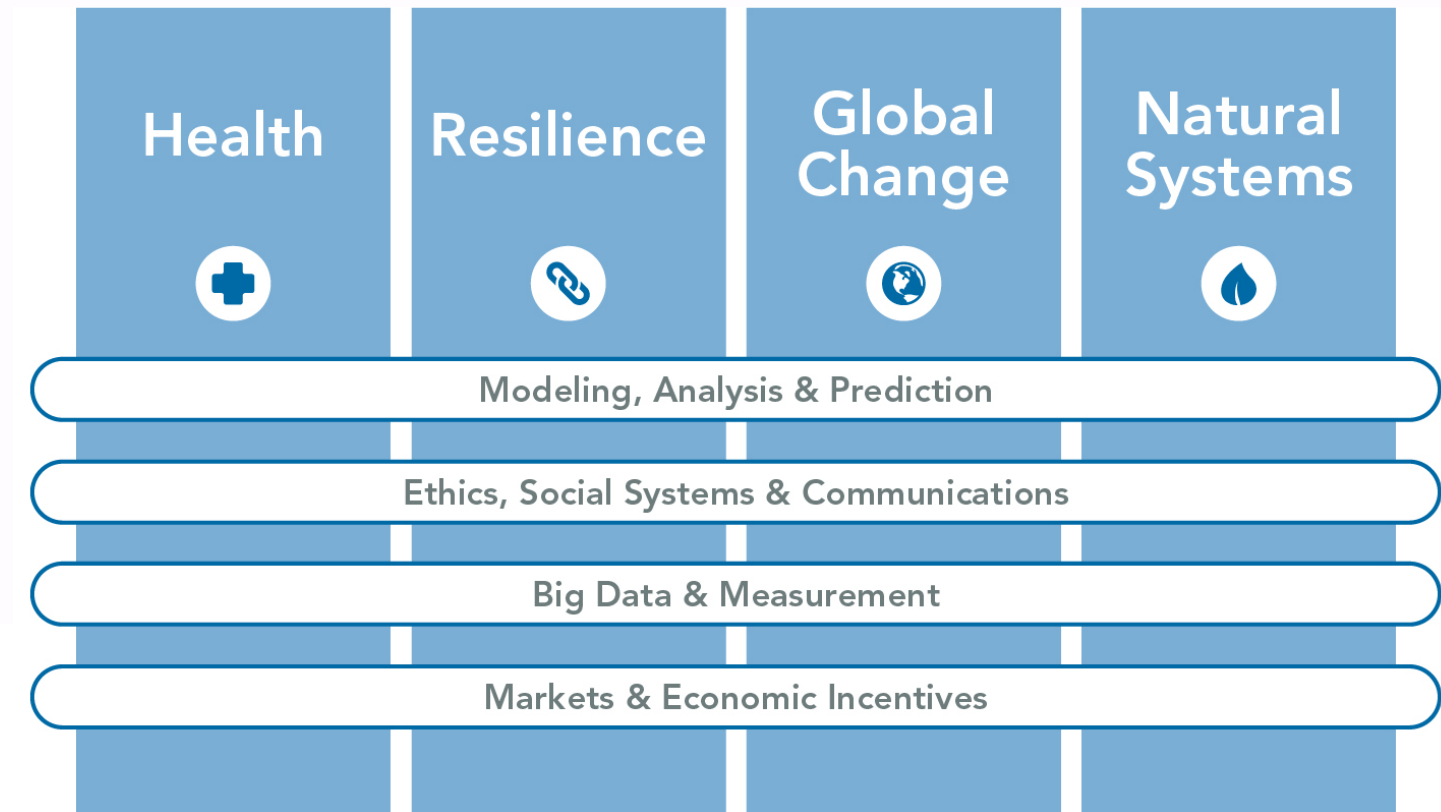 Health
Resilience
Global
Change
Natural
Systems
Modeling, Analysis & Prediction
Ethics, Social Systems & Communications
Big Data & Measurement
Markets & Economic Incentives